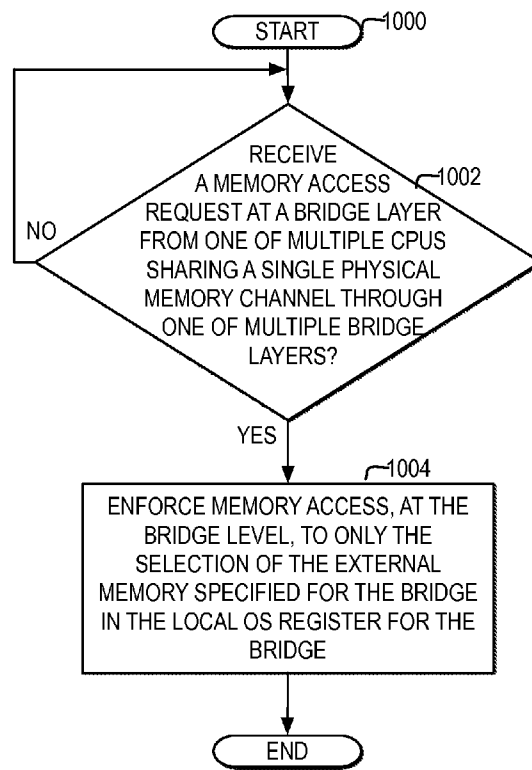 START
1000
RECEIVE
A MEMORY ACCESS
1002
REQUEST AT A BRIDGE LAYER
FROM ONE OF MULTIPLE CPUS
SHARING A SINGLE PHYSICAL
MEMORY CHANNEL THROUGH
ONE OF MULTIPLE BRIDGE
LAYERS?
NO
YES
1004
ENFORCE MEMORY ACCESS, AT THE
BRIDGE LEVEL, TO ONLY THE
SELECTION OF THE EXTERNAL
MEMORY SPECIFIED FOR THE BRIDGE
IN THE LOCAL OS REGISTER FOR THE
BRIDGE
END